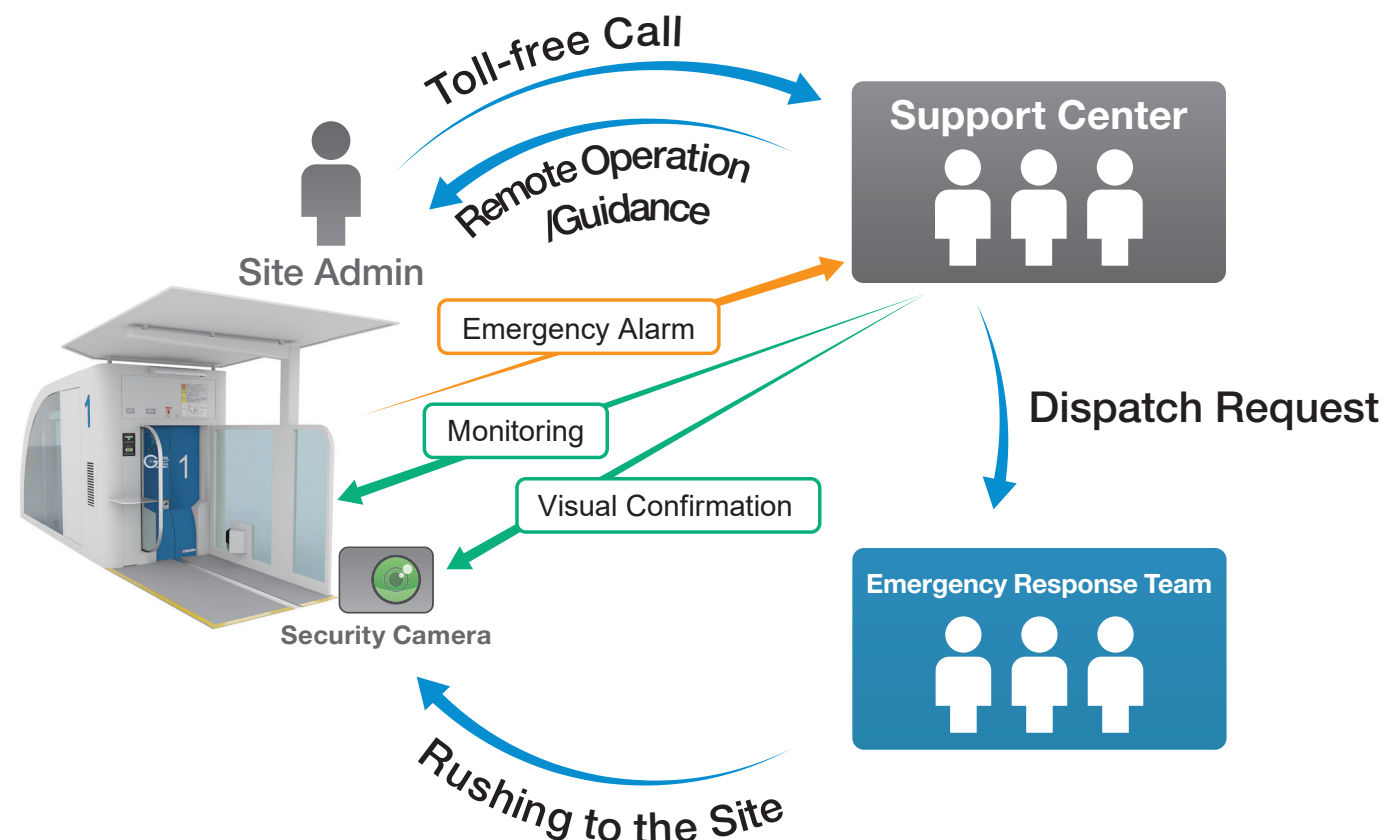 Toll-free Call
Support Center
Remote Operation
/Guidance
Site Admin
Emergency Alarm
Dispatch Request
Monitoring
Visual Confirmation
1
1
Security Camera
Emergency Response Team
Rushing to the Site